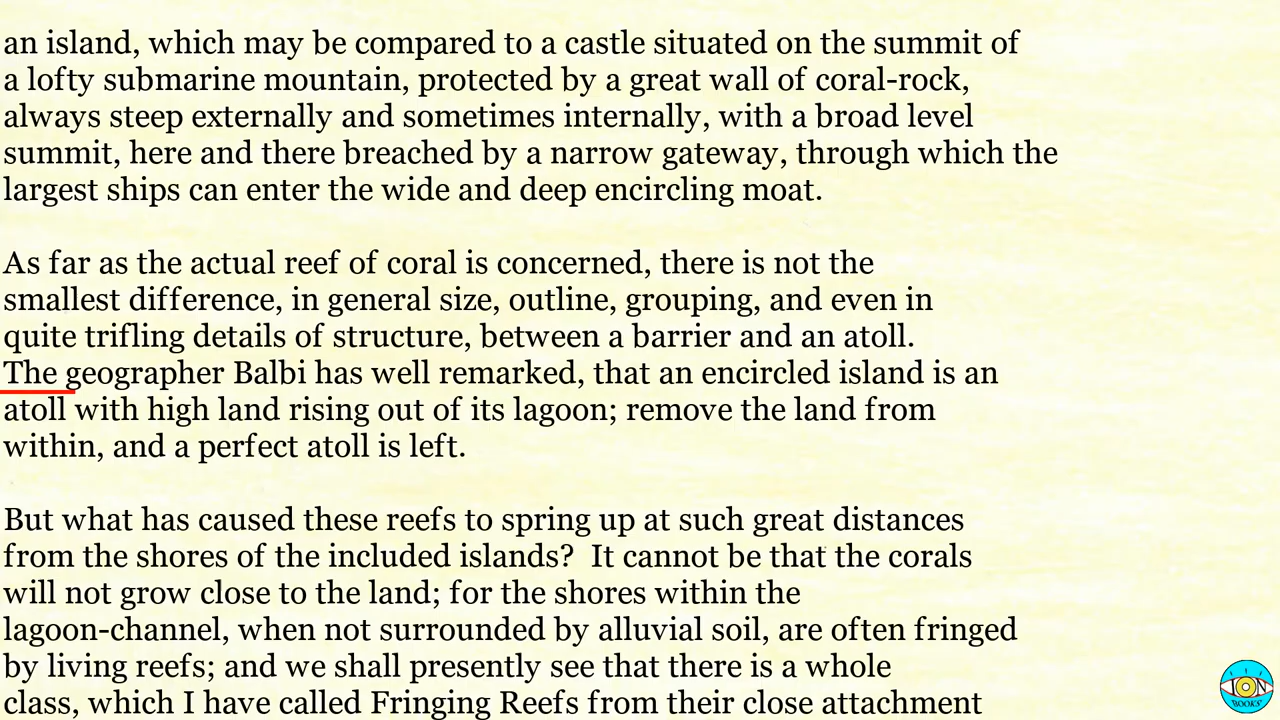 an island, which may be compared to a castle situated on the summit of
a lofty submarine mountain, protected by a great wall of coral-rock,
always steep externally and sometimes internally, with a broad level
summit, here and there breached by a narrow gateway, through which the
largest ships can enter the wide and deep encircling moat.
As far as the actual reef of coral is concerned, there is not the
smallest difference, in general size, outline, grouping, and even in
quite trifling details of structure, between a barrier and an atoll.
The geographer Balbi has well remarked, that an encircled island is an
atoll with high land rising out of its lagoon; remove the land from
within, and a perfect atoll is left.
But what has caused these reefs to spring up at such great distances
from the shores of the included islands?  It cannot be that the corals
will not grow close to the land; for the shores within the
lagoon-channel, when not surrounded by alluvial soil, are often fringed
by living reefs; and we shall presently see that there is a whole
class, which I have called Fringing Reefs from their close attachment
ION
BOOKS